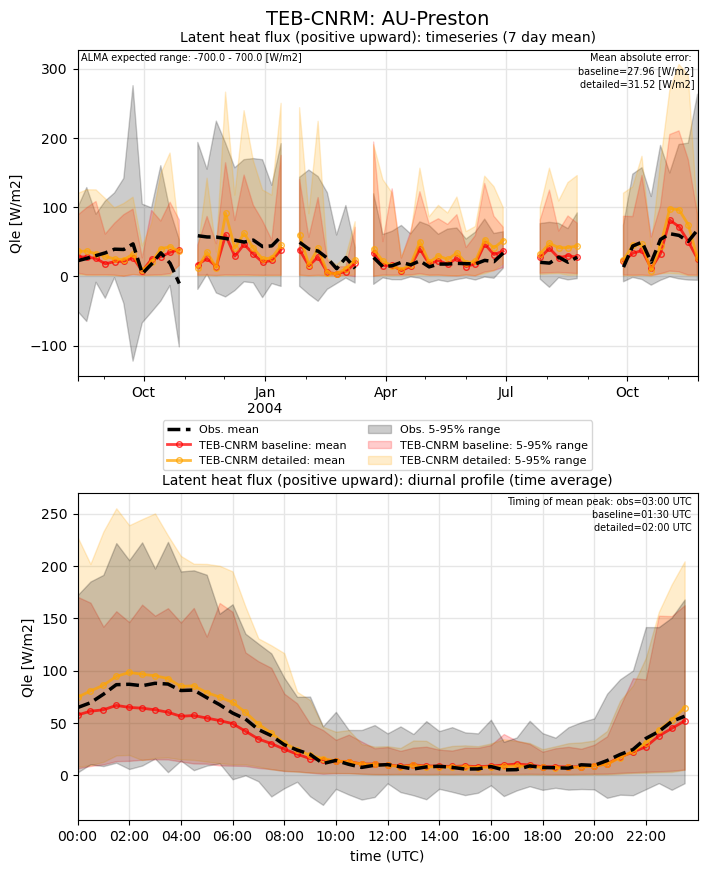 TEB-CNRM: AU-Preston
Latent heat flux (positive upward): timeseries (7 day mean)
ALMA expected range: -700.0 - 700.0 [W/m2]
Mean absolute error:
baseline=27.96 [W/m2]
detailed=31.52 [W/m2]
300
200
100
0
−100
Qle [W/m2]
Oct
Jan
2004
Apr
Jul
Oct
Obs. mean
TEB-CNRM baseline: mean
TEB-CNRM detailed: mean
Obs. 5-95% range
TEB-CNRM baseline: 5-95% range
TEB-CNRM detailed: 5-95% range
Latent heat flux (positive upward): diurnal profile (time average)
Timing of mean peak: obs=03:00 UTC
baseline=01:30 UTC
detailed=02:00 UTC
250
200
150
100
50
0
Qle [W/m2]
00:00 02:00 04:00 06:00 08:00 10:00 12:00 14:00 16:00 18:00 20:00 22:00
time (UTC)